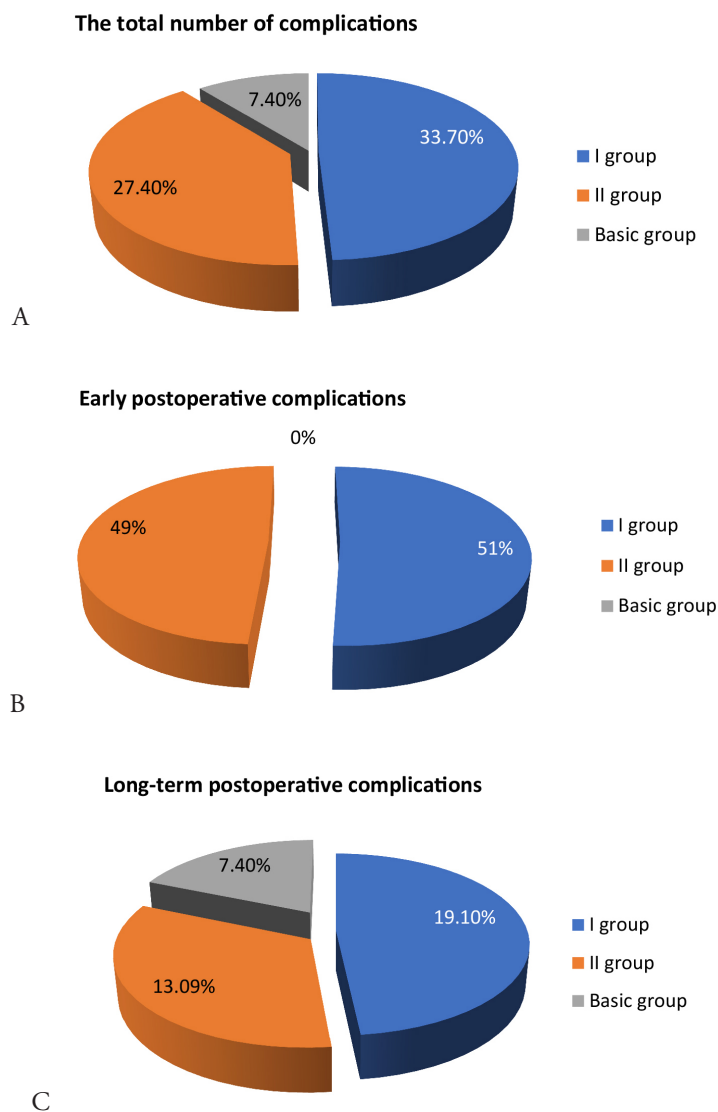 The total number of complications
7.40%
33.70%
27.40%
I group
II group
Basic group
A
Early postoperative complications
0%
49%
51%
I group
II group
Basic group
B
Long-term postoperative complications
7.40%
19.10%
13.09%
I group
II group
Basic group
C